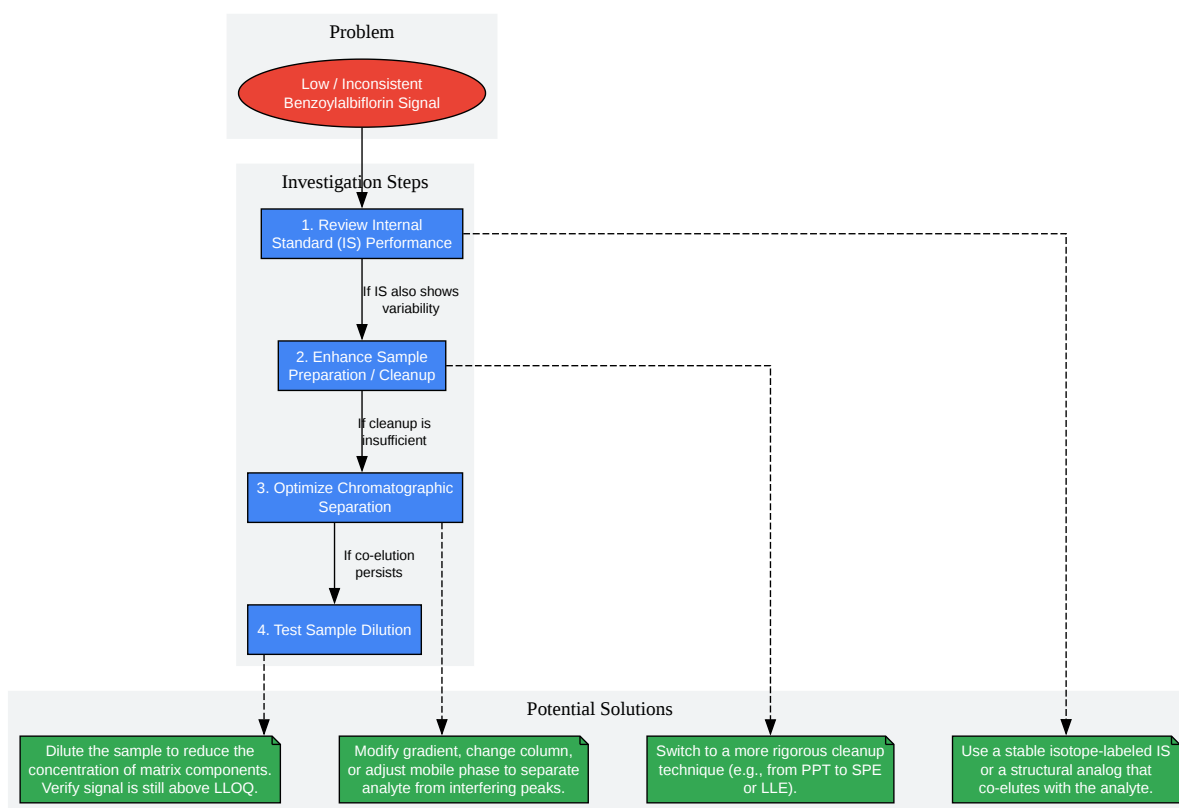 Problem
Low / Inconsistent
Benzoylalbiflorin Signal
Investigation Steps
1. Review Internal
Standard (IS) Performance
If IS also shows
variability
2. Enhance Sample
Preparation / Cleanup
If cleanup is
insufficient
3. Optimize Chromatographic
Separation
If co-elution
persists
4. Test Sample Dilution
Potential Solutions
Dilute the sample to reduce the
concentration of matrix components.
Verify signal is still above LLOQ.
Modify gradient, change column,
or adjust mobile phase to separate
analyte from interfering peaks.
Switch to a more rigorous cleanup
technique (e.g., from PPT to SPE
or LLE).
Use a stable isotope-labeled IS
or a structural analog that
co-elutes with the analyte.